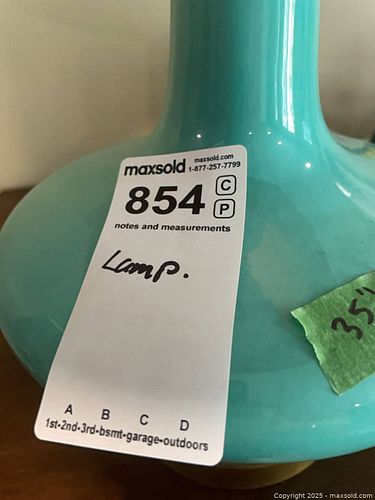 maxsold
maxsold.com
1-877-257-7799
854
C
P
notes and measurements
Lamp.
35"
A B C D
1st-2nd-3rd-bsmt-garage-outdoors
Copyright 2025 - maxsold.com